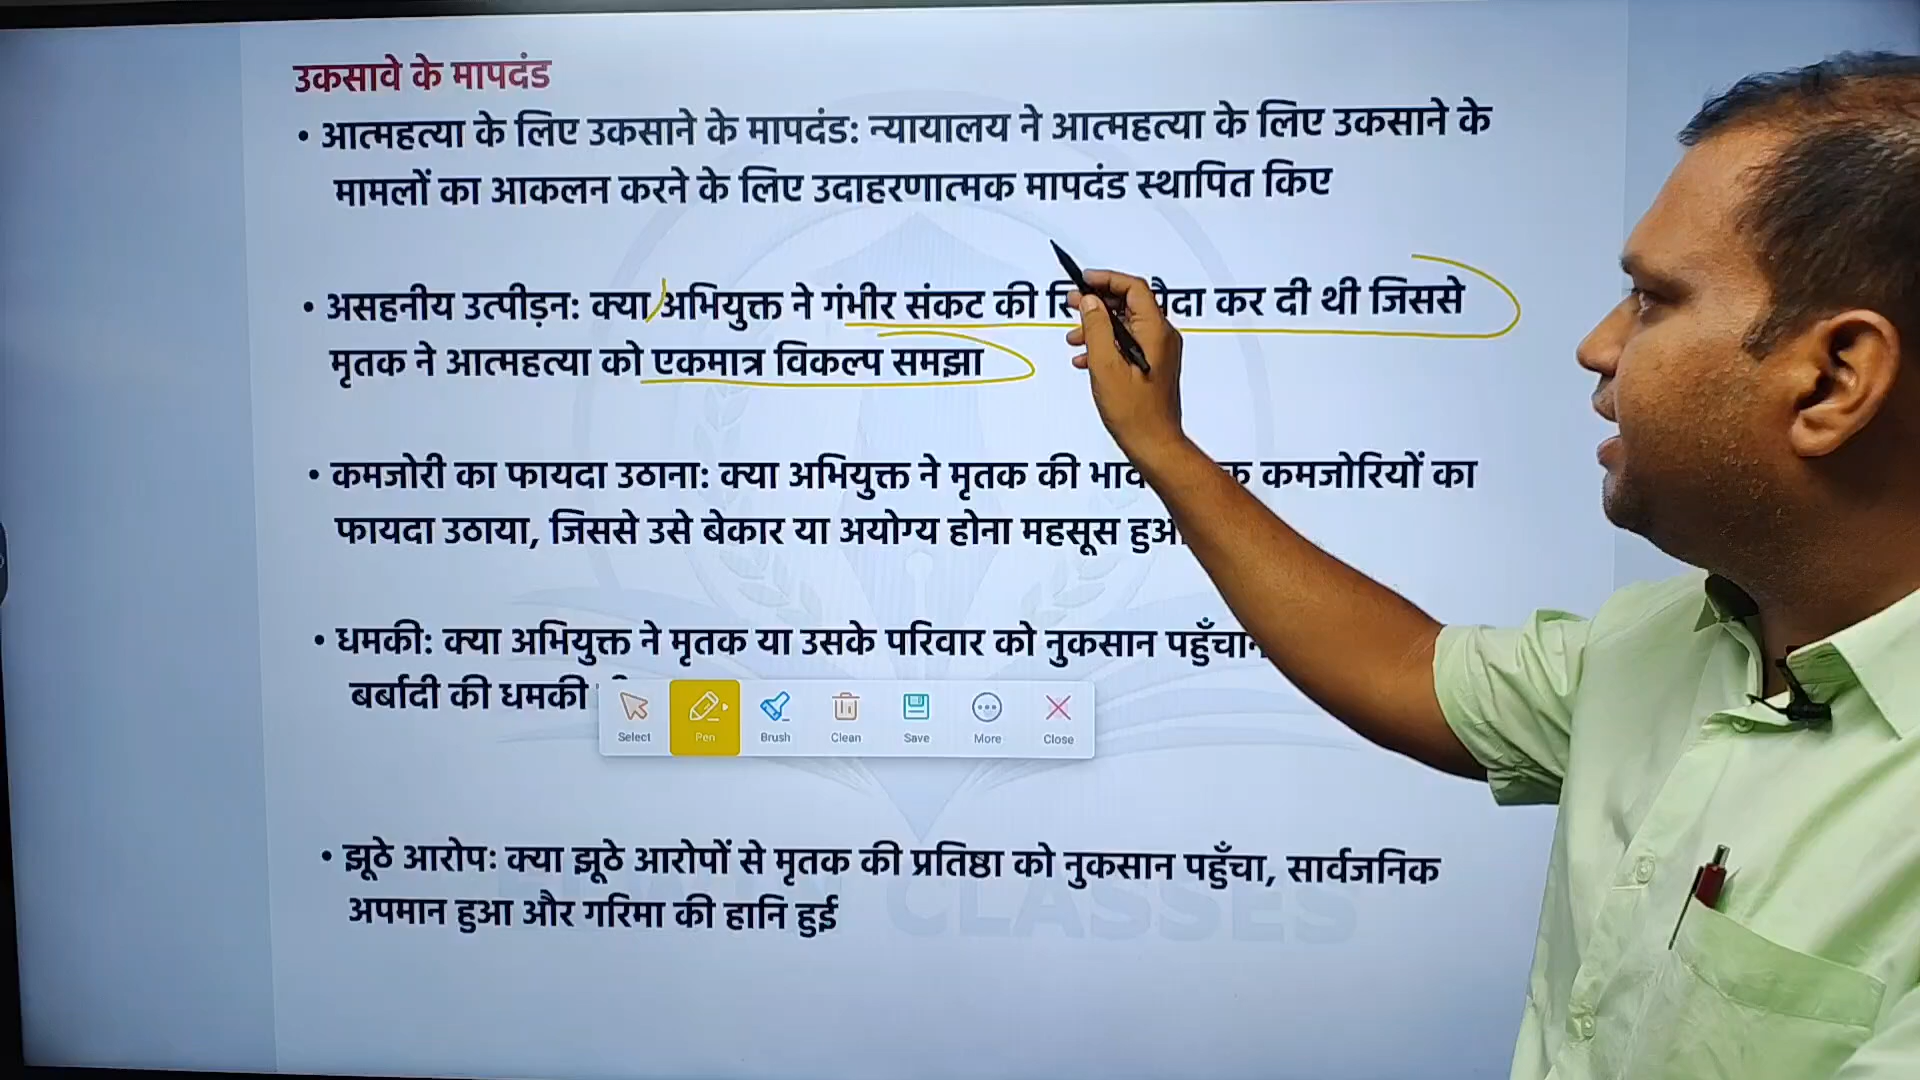 उकसावे के मापदंड
• आत्महत्या के लिए उकसाने के मापदंड: न्यायालय ने आत्महत्या के लिए उकसाने के
मामलों का आकलन करने के लिए उदाहरणात्मक मापदंड स्थापित किए
• असहनीय उत्पीड़न: क्या अभियुक्त ने गंभीर संकट की कर दी थी जिससे
मृतक ने आत्महत्या को एकमात्र विकल्प समझा
• कमजोरी का फायदा उठाना: क्या अभियुक्त ने मृतक की कमजोरियों का
फायदा उठाया, जिससे उसे बेकार या अयोग्य होना महसूस
• धमकी: क्या अभियुक्त ने मृतक या उसके परिवार को नुकसान
बर्बादी की धमकी
Select Pen Brush Clean Save More Close
• झूठे आरोप: क्या झूठे आरोपों से मृतक की प्रतिष्ठा को नुकसान पहुँचा, सार्वजनिक
अपमान हुआ और गरिमा की हानि हुई
CLASSES